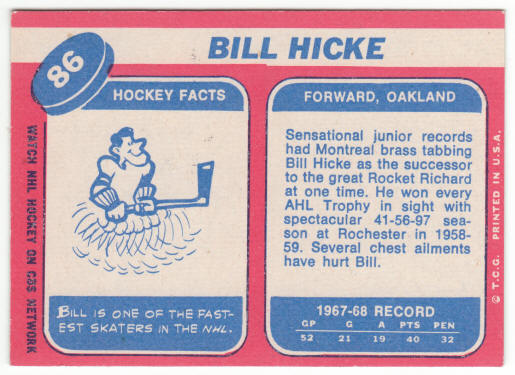 86
BILL HICKE
HOCKEY FACTS
BILL IS ONE OF THE FAST-
EST SKATERS IN THE NHL.
FORWARD, OAKLAND
Sensational junior records
had Montreal brass tabbing
Bill Hicke as the successor
to the great Rocket Richard
at one time. He won every
AHL Trophy in sight with
spectacular 41-56-97 sea-
son at Rochester in 1958-
59. Several chest ailments
have hurt Bill.
1967-68 RECORD
GP G A PTS PEN
52 21 19 40 32
WATCH NHL HOCKEY ON CBS NETWORK
© T.C.G. PRINTED IN U.S.A.